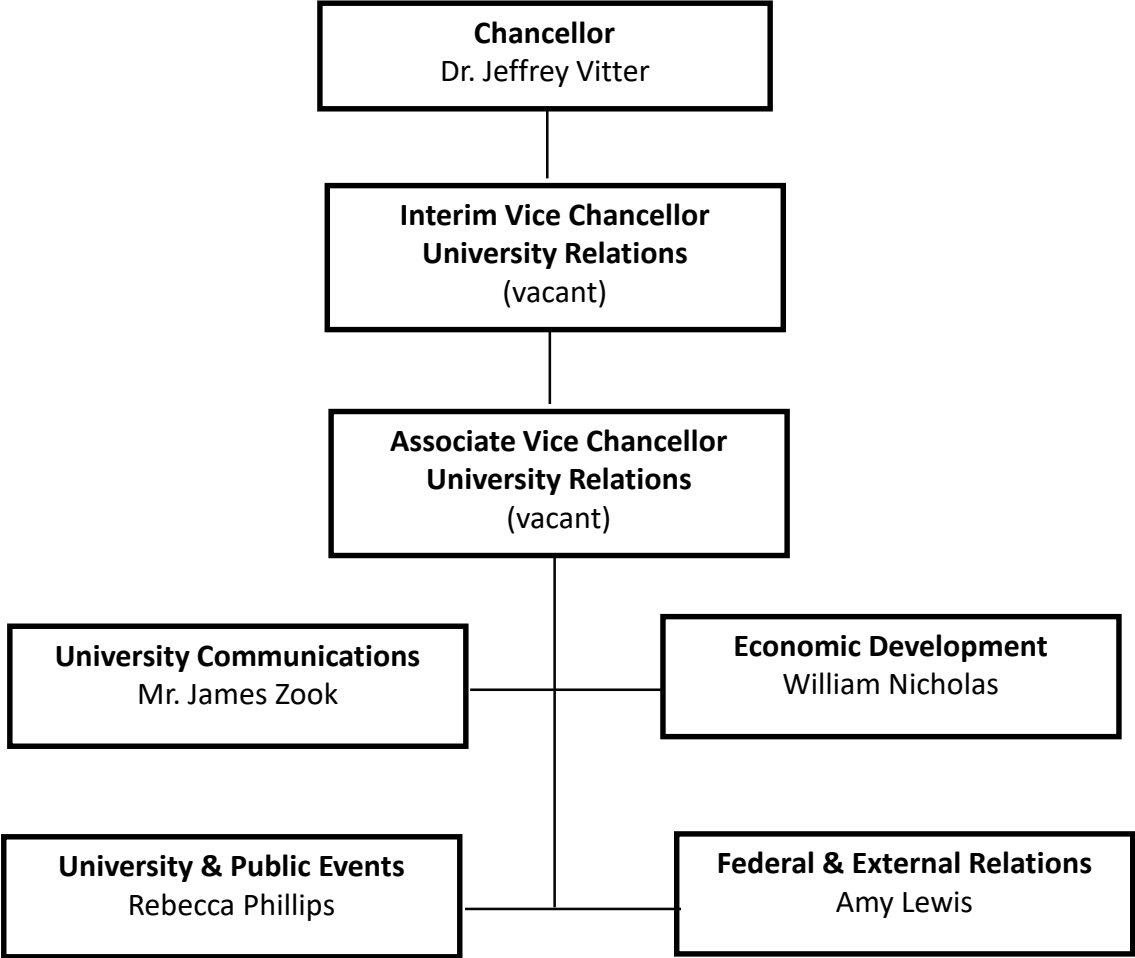 Chancellor
Dr. Jeffrey Vitter
Interim Vice Chancellor
University Relations
(vacant)
Associate Vice Chancellor
University Relations
(vacant)
University Communications
Mr. James Zook
Economic Development
William Nicholas
University & Public Events
Rebecca Phillips
Federal & External Relations
Amy Lewis